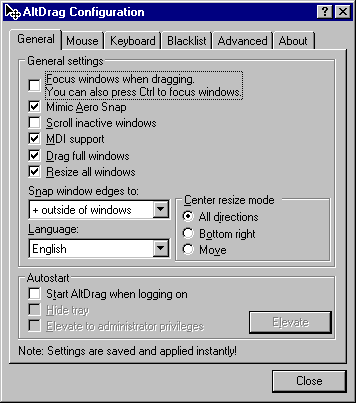 AltDrag Configuration
General Mouse Keyboard Blacklist Advanced About
General settings
Focus windows when dragging.
You can also press Ctrl to focus windows.
Mimic Aero Snap
Scroll inactive windows
MDI support
Drag full windows
Resize all windows
Snap window edges to:
+ outside of windows
Language:
English
Center resize mode
All directions
Bottom right
Move
Autostart
Start AltDrag when logging on
Hide tray
Elevate to administrator privileges
Elevate
Note: Settings are saved and applied instantly!
Close